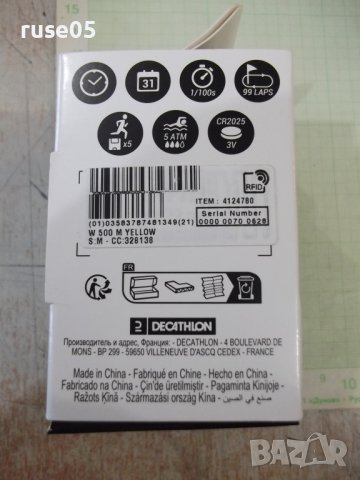 ruse05
15
31
1/100s
99 LAPS
x5
5 ATM
CR2025
3V
RFID
ITEM : 4124780
Serial Number
0000 0070 0628
(01)03583787481349(21)
W 500 M YELLOW
S:M - CC:328138
FR
DECATHLON
Производител и адрес, Франция: - DECATHLON - 4 BOULEVARD DE
MONS - BP 299 - 59650 VILLENEUVE D'ASCQ CEDEX - FRANCE
Made in China - Fabriqué en Chine - Hecho en China -
Fabricado na China - Çin'de üretilmiştir - Pagaminta Kinijoje -
Ražots Ķīnā - Származási ország Kína - صنع في الصين
bazar.bg